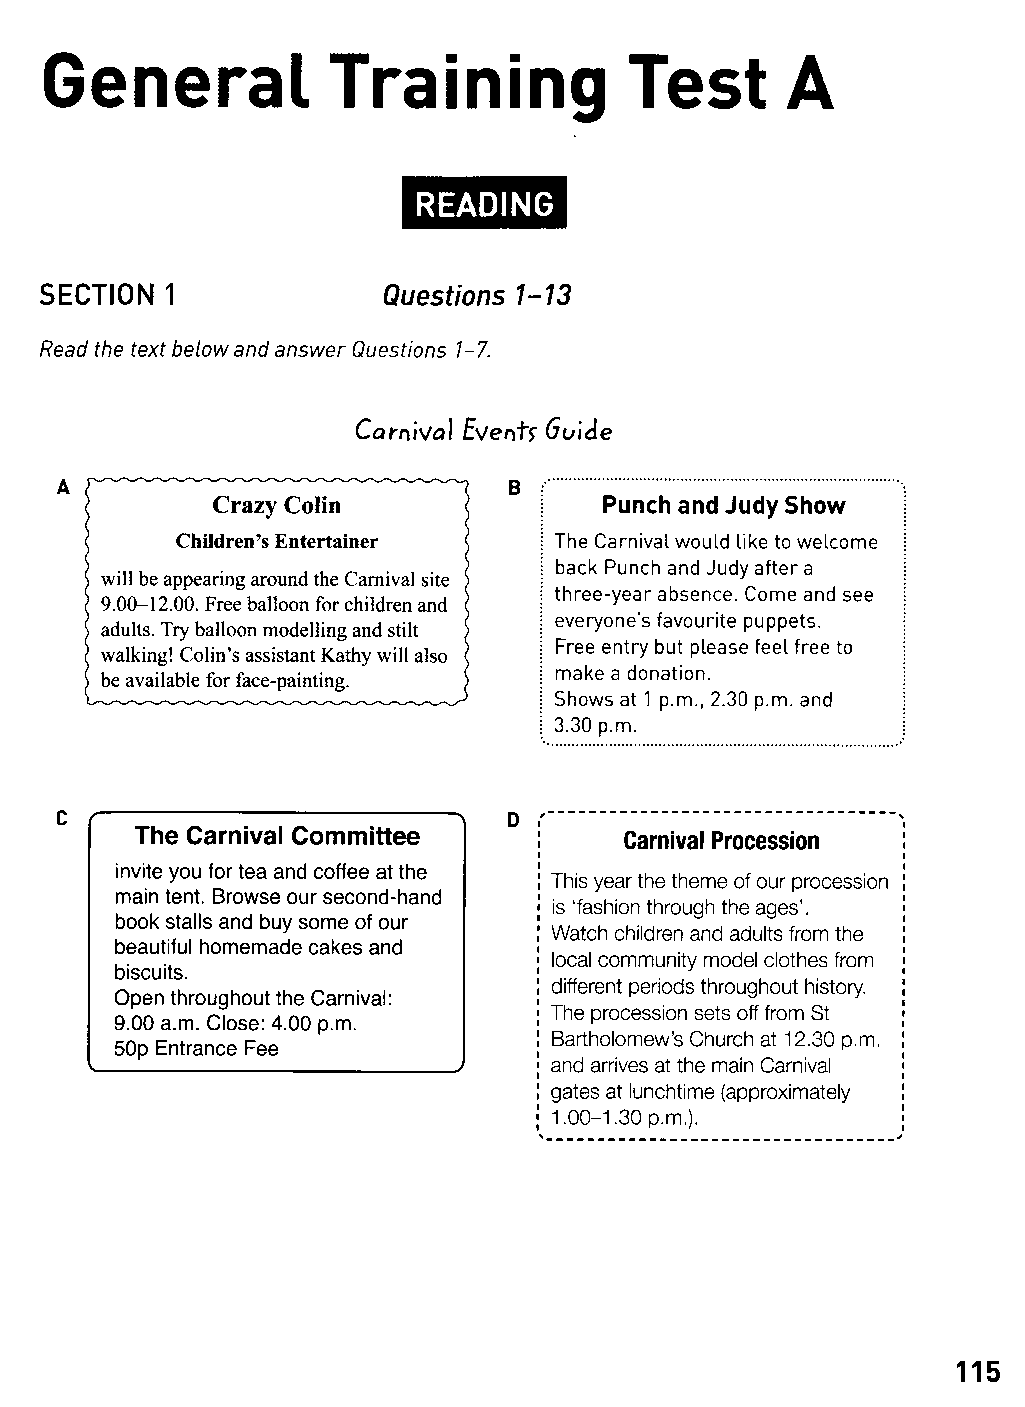 General Training Test A
READING
SECTION 1 Questions 1–13
Read the text below and answer Questions 1–7.
Carnival Events Guide
A
Crazy Colin
Children's Entertainer
will be appearing around the Carnival site
9.00–12.00. Free balloon for children and
adults. Try balloon modelling and stilt
walking! Colin's assistant Kathy will also
be available for face-painting.
B
Punch and Judy Show
The Carnival would like to welcome
back Punch and Judy after a
three-year absence. Come and see
everyone's favourite puppets.
Free entry but please feel free to
make a donation.
Shows at 1 p.m., 2.30 p.m. and
3.30 p.m.
C
The Carnival Committee
invite you for tea and coffee at the
main tent. Browse our second-hand
book stalls and buy some of our
beautiful homemade cakes and
biscuits.
Open throughout the Carnival:
9.00 a.m. Close: 4.00 p.m.
50p Entrance Fee
D
Carnival Procession
This year the theme of our procession
is 'fashion through the ages'.
Watch children and adults from the
local community model clothes from
different periods throughout history.
The procession sets off from St
Bartholomew's Church at 12.30 p.m.
and arrives at the main Carnival
gates at lunchtime (approximately
1.00–1.30 p.m.).
115